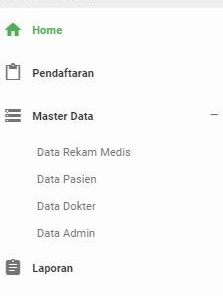 Home
Pendaftaran
Master Data
Data Rekam Medis
Data Pasien
Data Dokter
Data Admin
Laporan